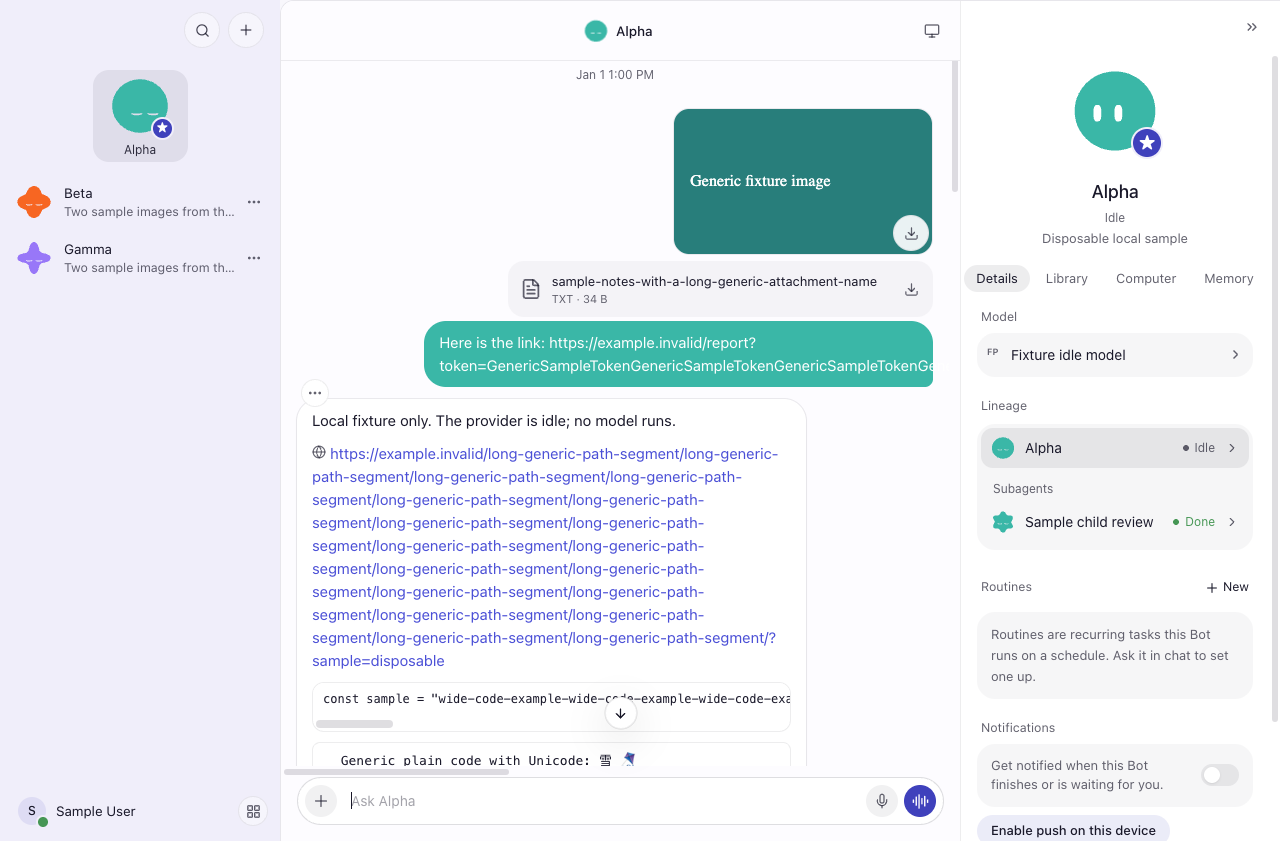 Alpha
Beta
Two sample images from th...
Gamma
Two sample images from th...
S
Sample User
Alpha
Jan 1 1:00 PM
Generic fixture image
sample-notes-with-a-long-generic-attachment-name
TXT · 34 B
Here is the link: https://example.invalid/report?
token=GenericSampleTokenGenericSampleTokenGenericSampleTokenGe
Local fixture only. The provider is idle; no model runs.
https://example.invalid/long-generic-path-segment/long-generic-
path-segment/long-generic-path-segment/long-generic-path-
segment/long-generic-path-segment/long-generic-path-
segment/long-generic-path-segment/long-generic-path-
segment/long-generic-path-segment/long-generic-path-
segment/long-generic-path-segment/long-generic-path-
segment/long-generic-path-segment/long-generic-path-
segment/long-generic-path-segment/long-generic-path-
segment/long-generic-path-segment/long-generic-path-segment/?
sample=disposable
const sample = "wide-code-example-wide-code-example-wide-code-exa
Generic plain code with Unicode: 雪
Ask Alpha
Alpha
Idle
Disposable local sample
Details
Library
Computer
Memory
Model
FP
Fixture idle model
Lineage
Alpha
Idle
Subagents
Sample child review
Done
Routines
New
Routines are recurring tasks this Bot
runs on a schedule. Ask it in chat to set
one up.
Notifications
Get notified when this Bot
finishes or is waiting for you.
Enable push on this device